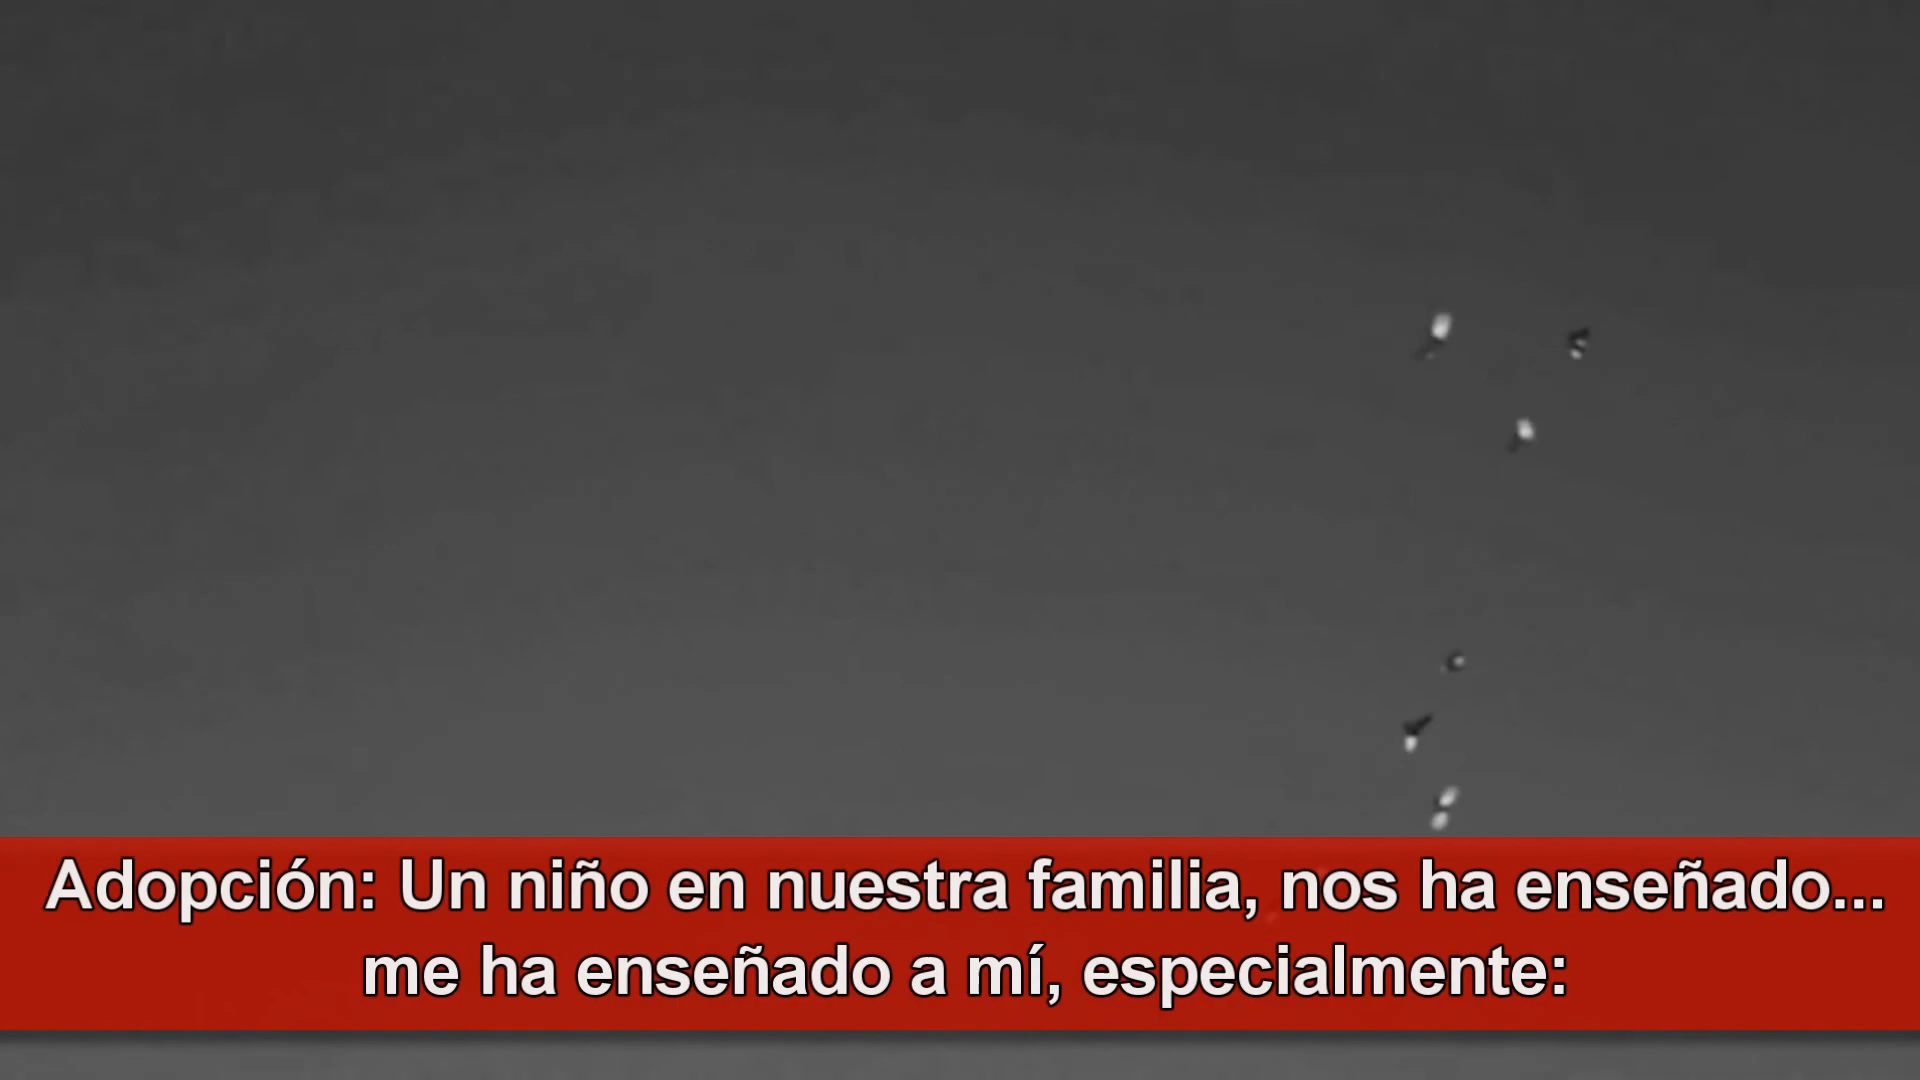 Adopción: Un niño en nuestra familia, nos ha enseñado...
me ha enseñado a mí, especialmente: